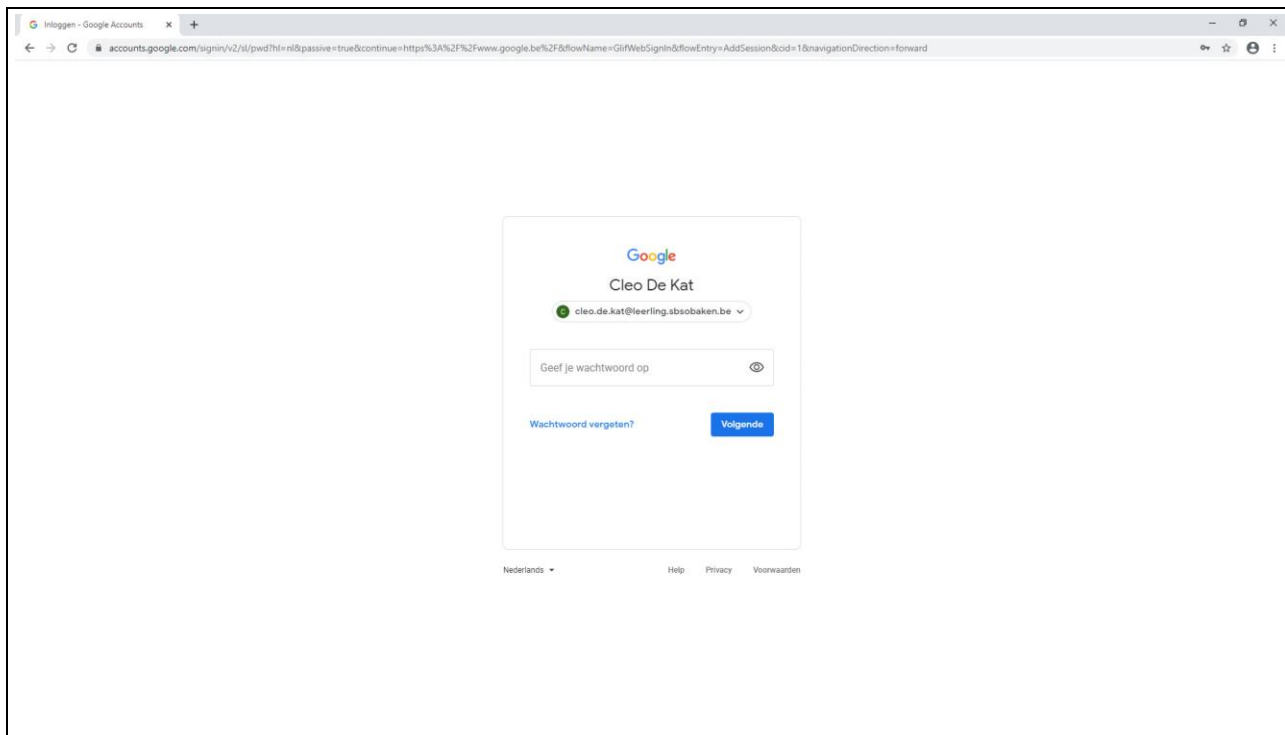 Inloggen - Google Accounts
accounts.google.com/signin/v2/sl/pwd?hl=nl&passive=true&continue=https%3A%2F%2Fwww.google.be%2F&flowName=GlifWebSignIn&flowEntry=AddSession&cid=1&navigationDirection=forward
Google
Cleo De Kat
C cleo.de.kat@leerling.sbsobaken.be
Geef je wachtwoord op
Wachtwoord vergeten? Volgende
Nederlands Help Privacy Voorwaarden